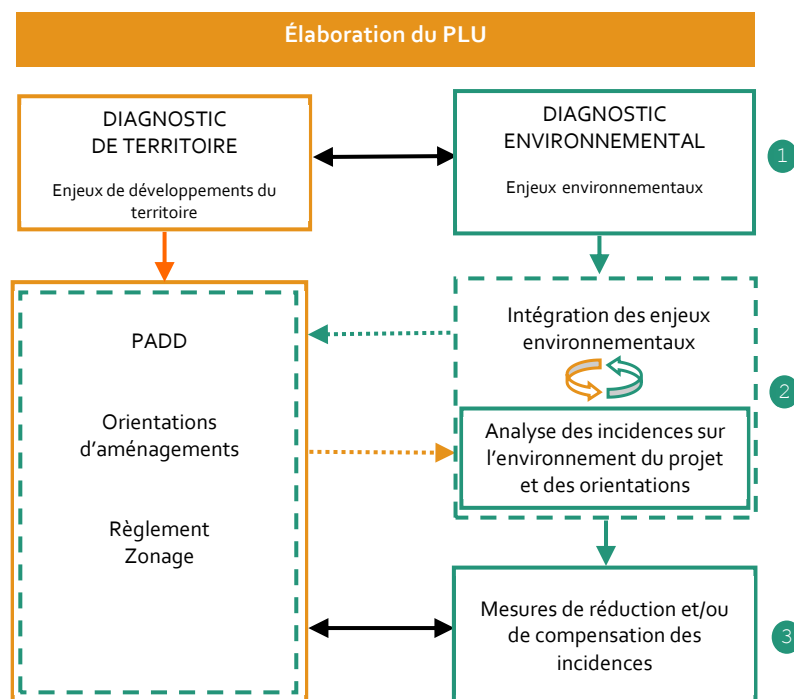 Élaboration du PLU
DIAGNOSTIC
DE TERRITOIRE
Enjeux de développements du
territoire
DIAGNOSTIC
ENVIRONNEMENTAL
Enjeux environnementaux
1
PADD
Orientations
d'aménagements
Règlement
Zonage
Intégration des enjeux
environnementaux
2
Analyse des incidences sur
l'environnement du projet
et des orientations
Mesures de réduction et/ou
de compensation des
incidences
3